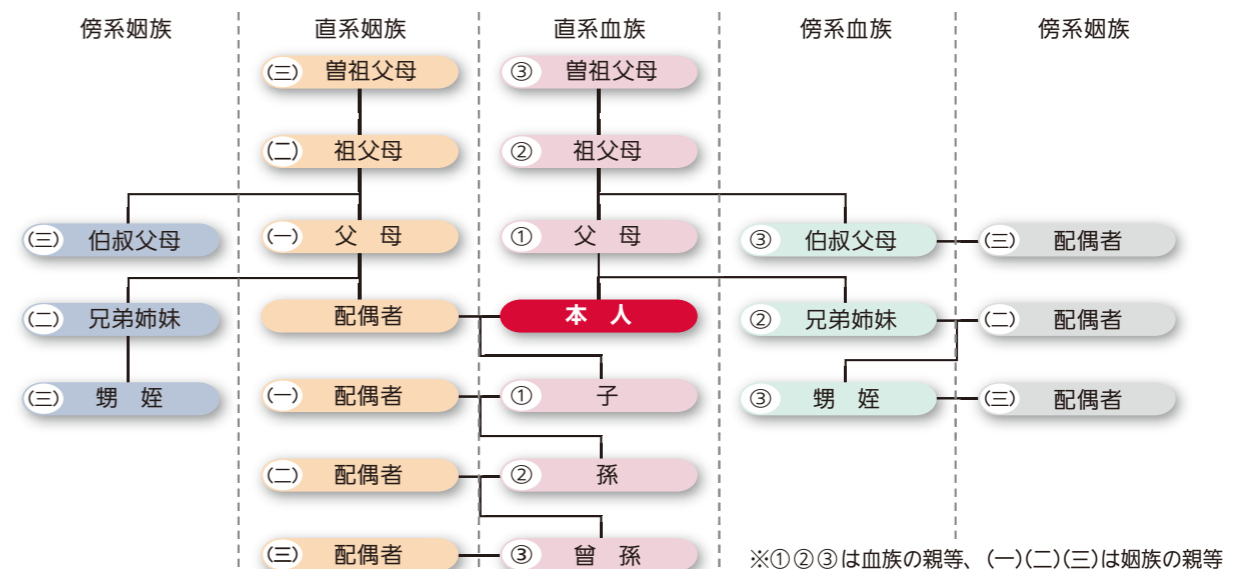 傍系姻族 直系姻族 直系血族 傍系血族 傍系姻族
(三) 曽祖父母 ③ 曽祖父母
(二) 祖父母 ② 祖父母
(三) 伯叔父母 (一) 父 母 ① 父 母 ③ 伯叔父母 (三) 配偶者
(二) 兄弟姉妹 配偶者 本 人 ② 兄弟姉妹 (二) 配偶者
(三) 甥 姪 (一) 配偶者 ① 子 ③ 甥 姪 (三) 配偶者
(二) 配偶者 ② 孫
(三) 配偶者 ③ 曾 孫
※①②③は血族の親等、(一)(二)(三)は姻族の親等